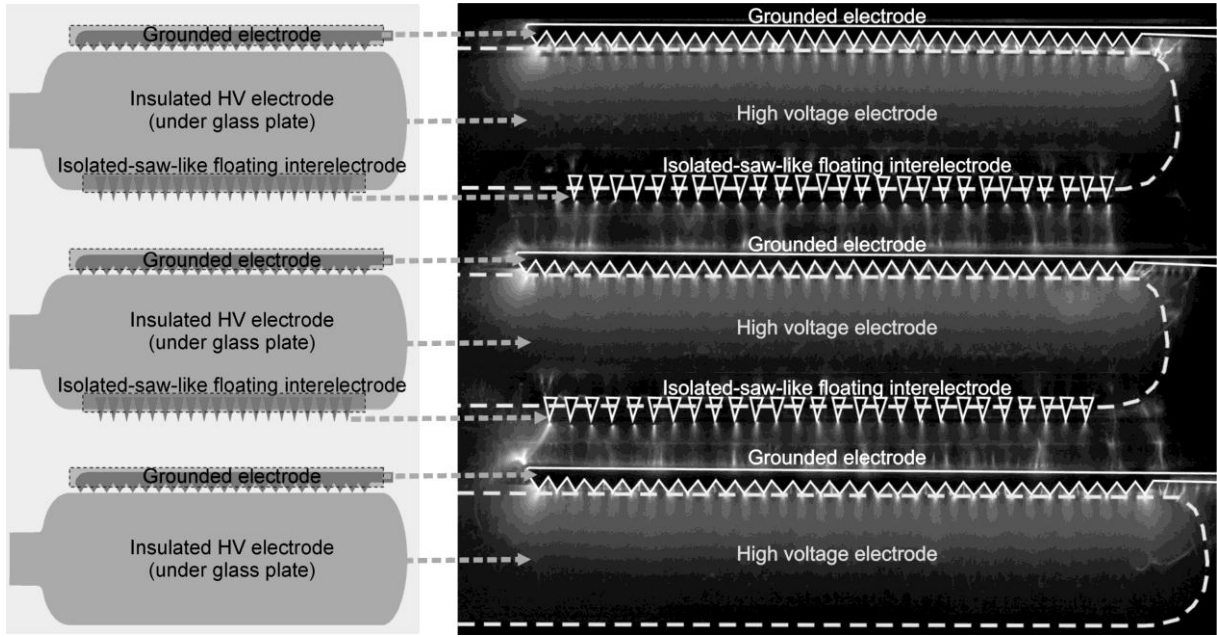 Grounded electrode
Insulated HV electrode
(under glass plate)
Isolated-saw-like floating interelectrode
Grounded electrode
Insulated HV electrode
(under glass plate)
Isolated-saw-like floating interelectrode
Grounded electrode
Insulated HV electrode
(under glass plate)
Grounded electrode
High voltage electrode
Isolated-saw-like floating interelectrode
Grounded electrode
High voltage electrode
Isolated-saw-like floating interelectrode
Grounded electrode
High voltage electrode